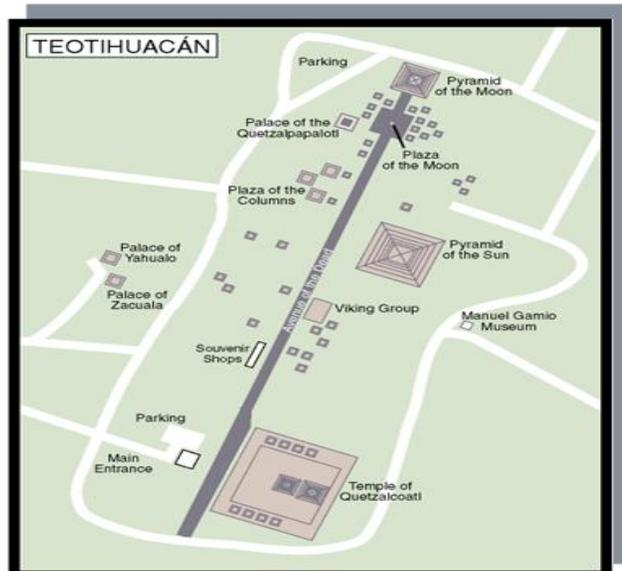 TEOTIHUACÁN
Parking
Pyramid
of the Moon
Palace of the
Quetzalpapalotl
Plaza
of the Moon
Plaza of the
Columns
Pyramid
of the Sun
Palace of
Yahualo
Palace of
Zacuala
Avenue of the Dead
Viking Group
Manuel Gamio
Museum
Souvenir
Shops
Parking
Main
Entrance
Temple of
Quetzalcoatl